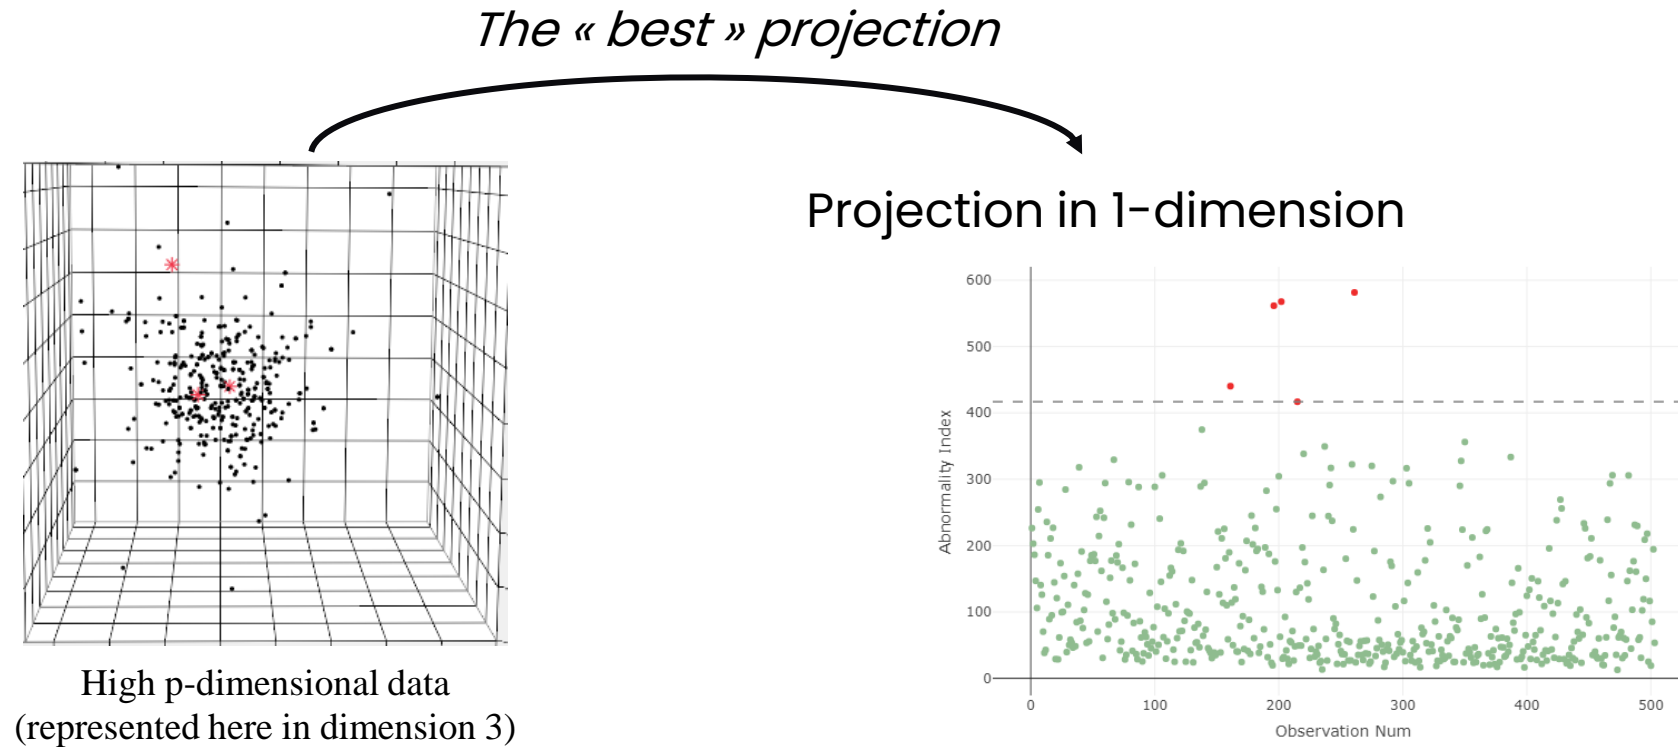 The « best » projection
Projection in 1-dimension
High p-dimensional data
(represented here in dimension 3)
600
500
400
300
200
100
0
Abnormality Index
0 100 200 300 400 500
Observation Num